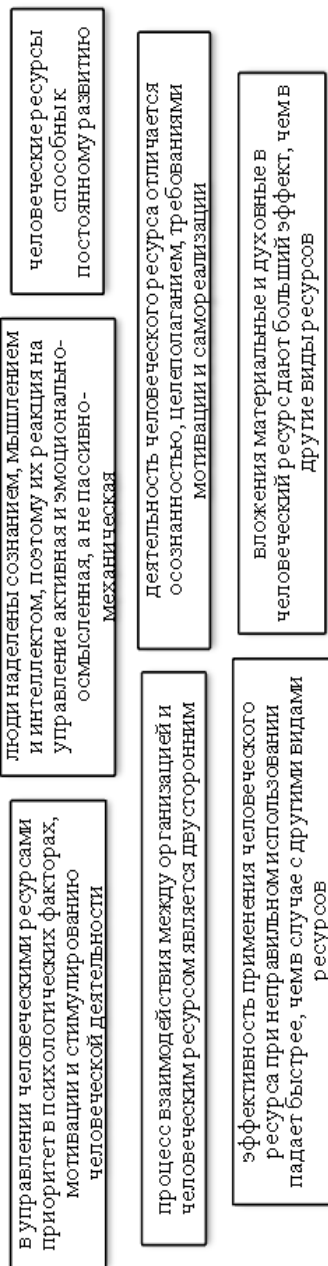 в управлении человеческими ресурсами
приоритет в психологических факторах,
мотивации и стимулированию
человеческой деятельности
люди наделены сознанием, мышлением
и интеллектом, поэтому их реакция на
управление активная и эмоционально-
осмысленная, а не пассивно-
механическая
человеческие ресурсы
способны к
постоянному развитию
процесс взаимодействия между организацией и
человеческим ресурсом является двусторонним
деятельность человеческого ресурса отличается
осознанностью, целеполаганием, требованиями
мотивации и самореализации
эффективность применения человеческого
ресурса при неправильном использовании
падает быстрее, чем в случае с другими видами
ресурсов
вложения материальные и духовные в
человеческий ресурс дают больший эффект, чем в
другие виды ресурсов